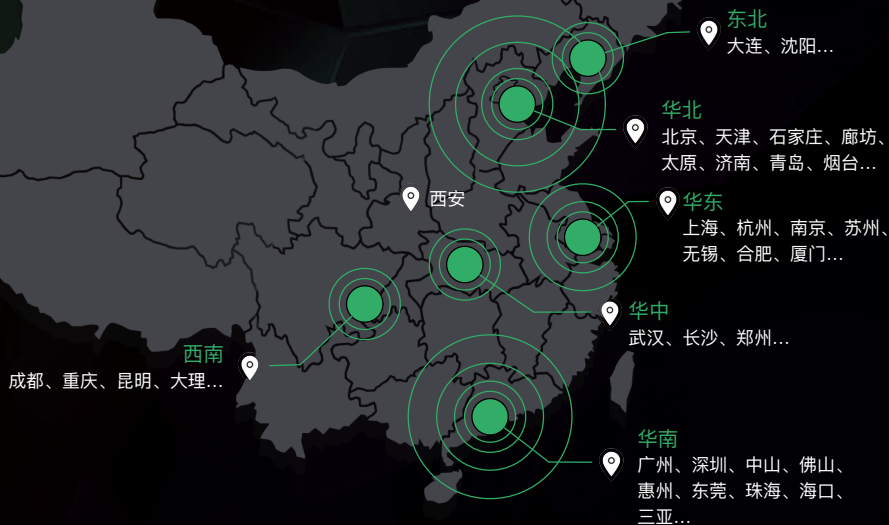 东北
大连、沈阳...
华北
北京、天津、石家庄、廊坊、
太原、济南、青岛、烟台...
西安
华东
上海、杭州、南京、苏州、
无锡、合肥、厦门...
华中
武汉、长沙、郑州...
西南
成都、重庆、昆明、大理...
华南
广州、深圳、中山、佛山、
惠州、东莞、珠海、海口、
三亚...